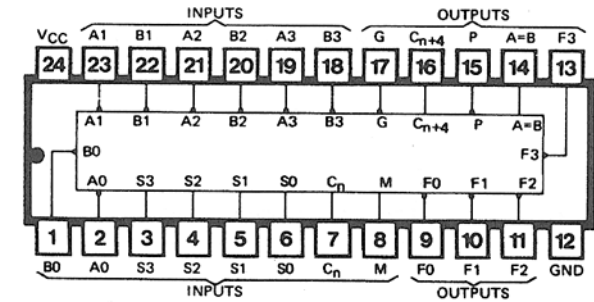 INPUTS OUTPUTS
VCC A1 B1 A2 B2 A3 B3 G Cn+4 P A=B F3
24 23 22 21 20 19 18 17 16 15 14 13
A1 B1 A2 B2 A3 B3 G Cn+4 P A=B
B0 F3
A0 S3 S2 S1 S0 Cn M F0 F1 F2
1 2 3 4 5 6 7 8 9 10 11 12
B0 A0 S3 S2 S1 S0 Cn M F0 F1 F2 GND
INPUTS OUTPUTS